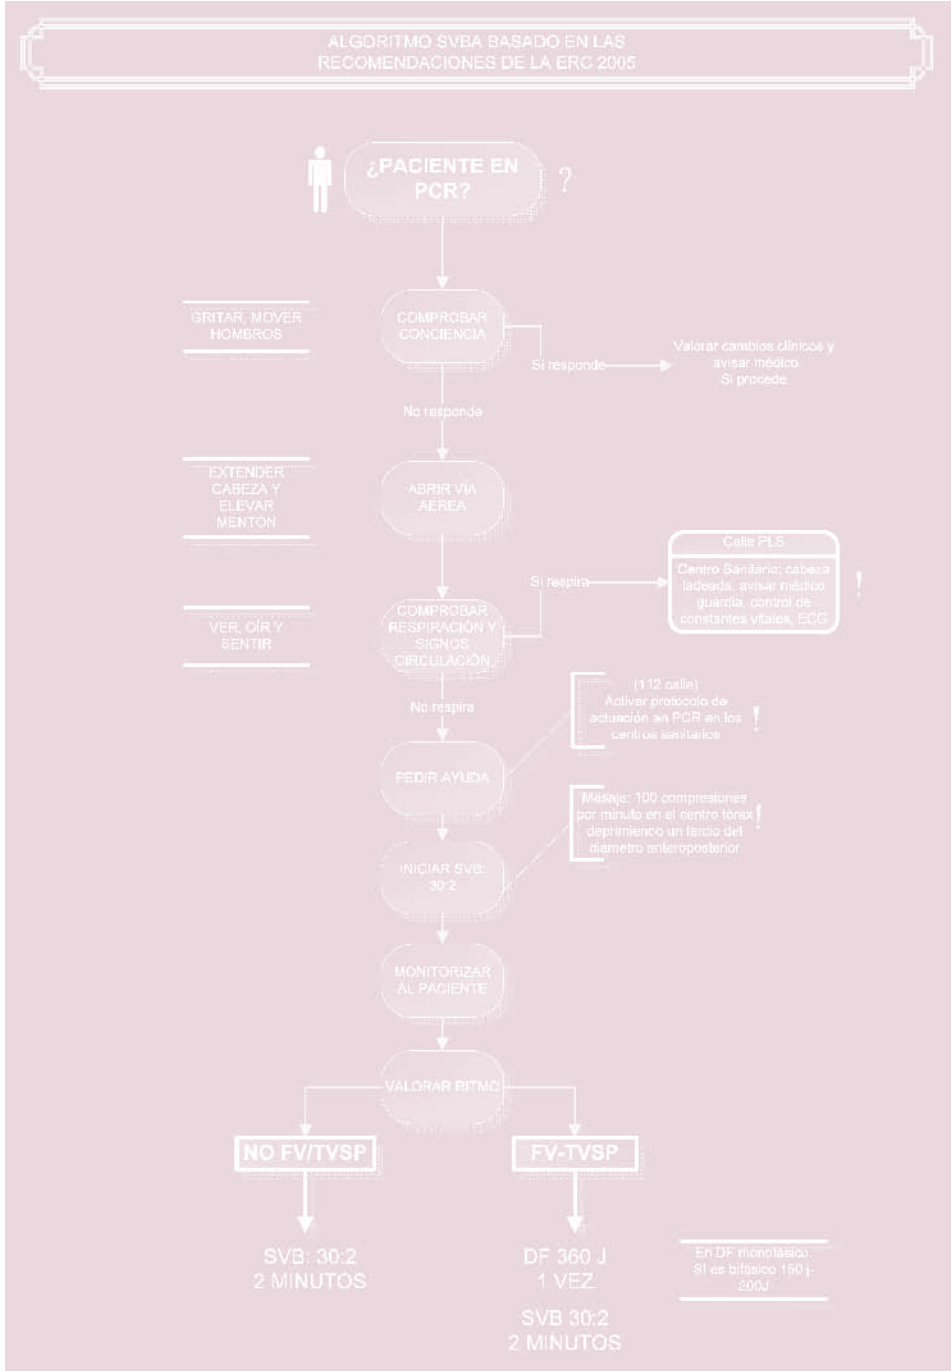 ALGORITMO SVBA BASADO EN LAS
RECOMENDACIONES DE LA ERC 2005
¿PACIENTE EN
PCR?
?
GRITAR, MOVER
HOMBROS
COMPROBAR
CONCIENCIA
Si responde
Valorar cambios clínicos y
avisar médico.
Si procede
No responde
EXTENDER
CABEZA Y
ELEVAR
MENTÓN
ABRIR VÍA
AÉREA
Calle PLS
Centro Sanitario: cabeza
ladeada, avisar médico
guardia, control de
constantes vitales, ECG
!
Si respira
VER, OÍR Y
SENTIR
COMPROBAR
RESPIRACIÓN Y
SIGNOS
CIRCULACIÓN
No respira
(112 calle)
Activar protocolo de
actuación en PCR en los
centros sanitarios
!
PEDIR AYUDA
Masaje: 100 compresiones
por minuto en el centro tórax
deprimiendo un tercio del
diámetro anteroposterior
!
INICIAR SVB:
30:2
MONITORIZAR
AL PACIENTE
VALORAR RITMO
NO FV/TVSP
FV-TVSP
SVB: 30:2
2 MINUTOS
DF 360 J
1 VEZ
SVB 30:2
2 MINUTOS
En DF monofásico.
SI es bifásico 150 j-
200J